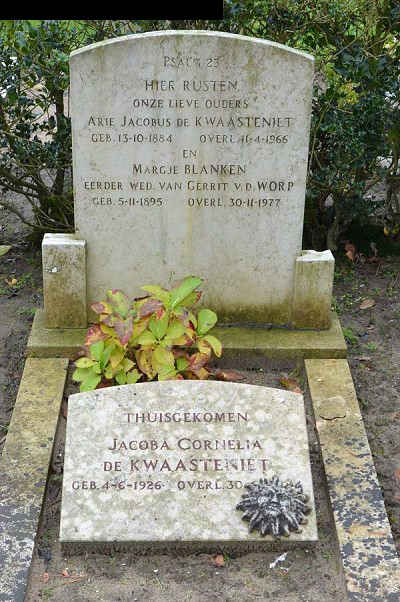 PSALM 23
HIER RUSTEN
ONZE LIEVE OUDERS
ARIE JACOBUS DE KWAASTENIET
GEB. 13-10-1884 OVERL. 11-4-1966
EN
MARGJE BLANKEN
EERDER WED. VAN GERRIT V. D. WORP
GEB. 5-11-1895 OVERL. 30-11-1977
THUISGEKOMEN
JACOBA CORNELIA
DE KWAASTENIET
GEB. 4-6-1926 OVERL. 30